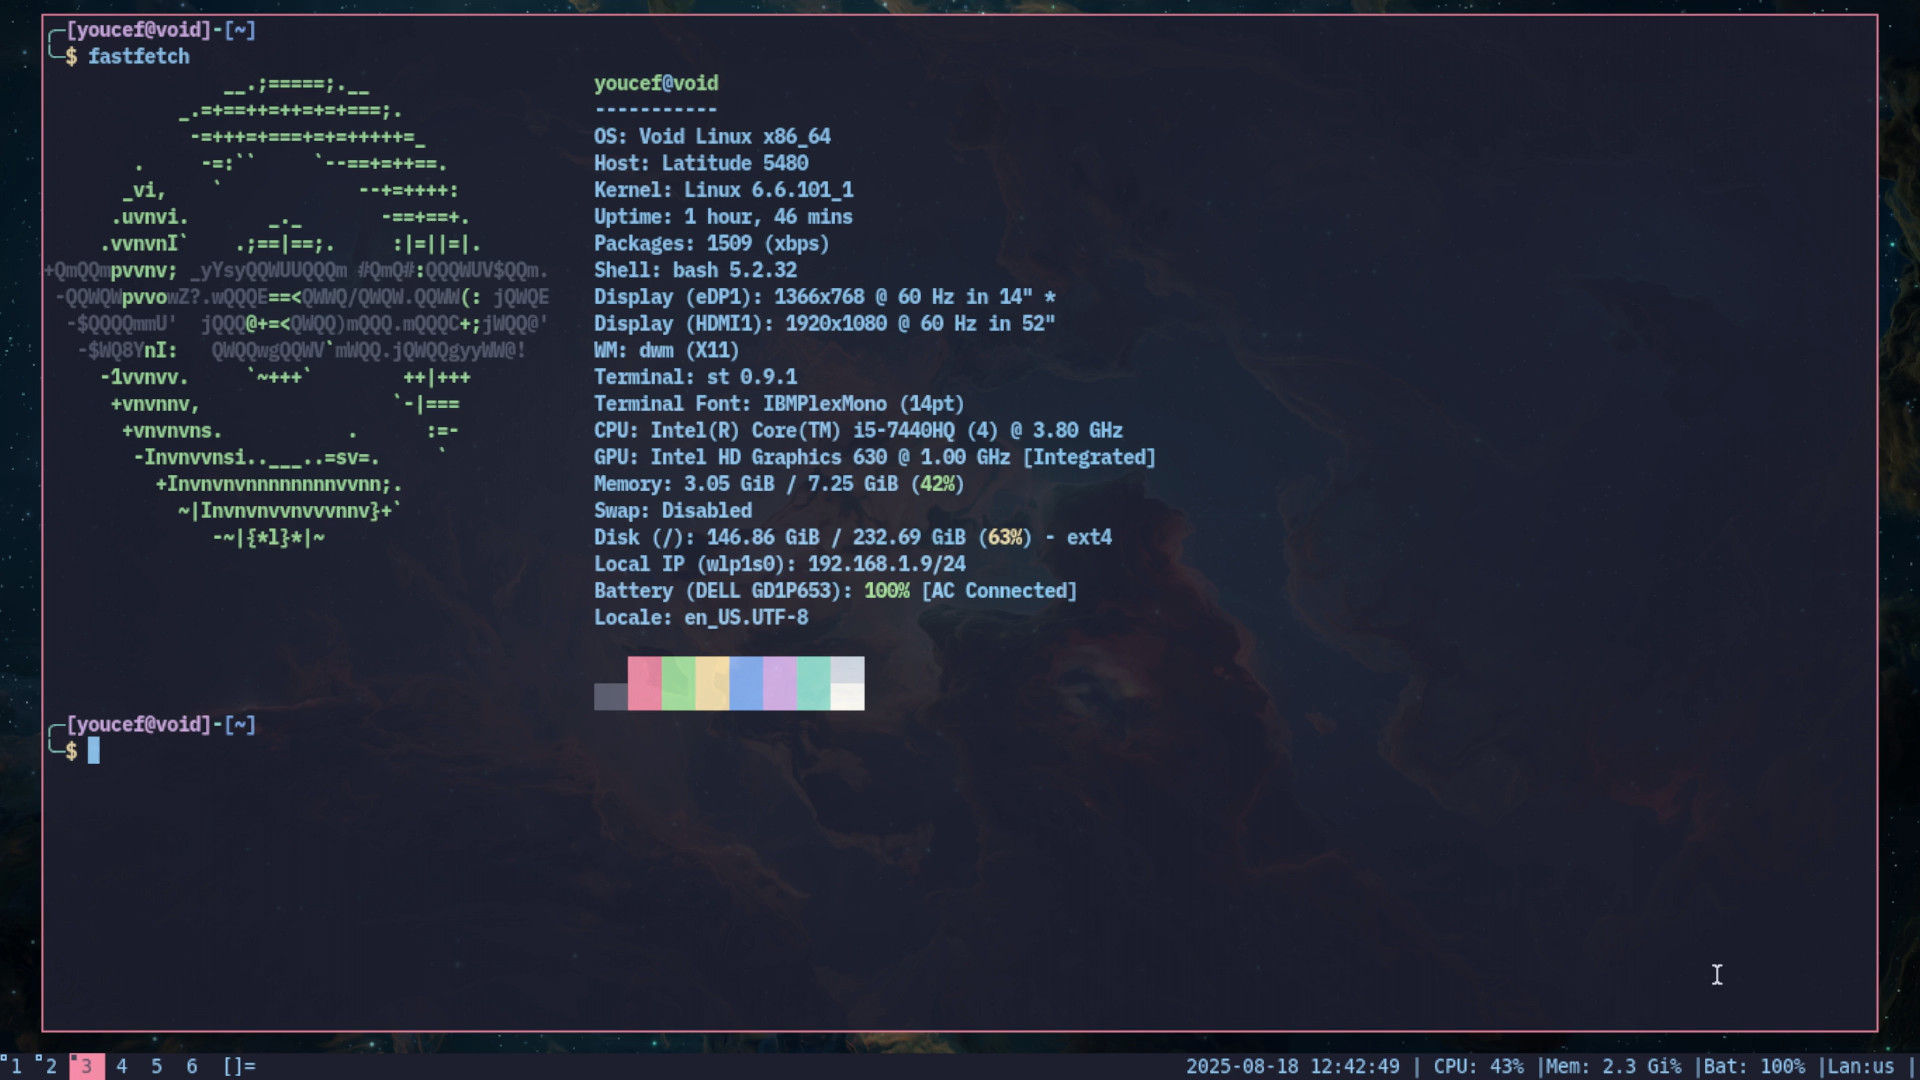 ┌─[youcef@void]-[~]
└─$ fastfetch
__.;=====;.__
_.=+==++=++=+=+===;.
-=+++=+===+=+=+++++=_
.     -=:``     `--==+=++==.
_vi,    `            --+=++++:
.uvnvi.       _._       -==+==+.
.vvnvnI`    .;==|==;.     :|=||=|.
+QmQQmpvvnv; _yYsyQQWUUQQQm #QmQ#:QQQWUV$QQm.
-QQWQWpvvowZ?.wQQQE==<QWWQ/QWQW.QQWW(: jQWQE
-$QQQQmmU'  jQQQ@+=<QWQQ)mQQQ.mQQQC+;jWQQ@'
-$WQ8YnI:   QWQQwgQQWV`mWQQ.jQWQQgyyWW@!
-1vvnvv.     `~+++`        ++|+++
+vnvnnv,                 `-|===
+vnvnvns.           .      :=-
-Invnvvnsi..___..=sv=.     `
+Invnvnvnnnnnnnnvvnn;.
~|Invnvnvvnvvvnnv}+`
-~|{*l}*|~
youcef@void
-----------
OS: Void Linux x86_64
Host: Latitude 5480
Kernel: Linux 6.6.101_1
Uptime: 1 hour, 46 mins
Packages: 1509 (xbps)
Shell: bash 5.2.32
Display (eDP1): 1366x768 @ 60 Hz in 14" *
Display (HDMI1): 1920x1080 @ 60 Hz in 52"
WM: dwm (X11)
Terminal: st 0.9.1
Terminal Font: IBMPlexMono (14pt)
CPU: Intel(R) Core(TM) i5-7440HQ (4) @ 3.80 GHz
GPU: Intel HD Graphics 630 @ 1.00 GHz [Integrated]
Memory: 3.05 GiB / 7.25 GiB (42%)
Swap: Disabled
Disk (/): 146.86 GiB / 232.69 GiB (63%) - ext4
Local IP (wlp1s0): 192.168.1.9/24
Battery (DELL GD1P653): 100% [AC Connected]
Locale: en_US.UTF-8
┌─[youcef@void]-[~]
└─$
1 2 3 4 5 6 []= 2025-08-18 12:42:49 | CPU: 43% |Mem: 2.3 Gi% |Bat: 100% |Lan:us |